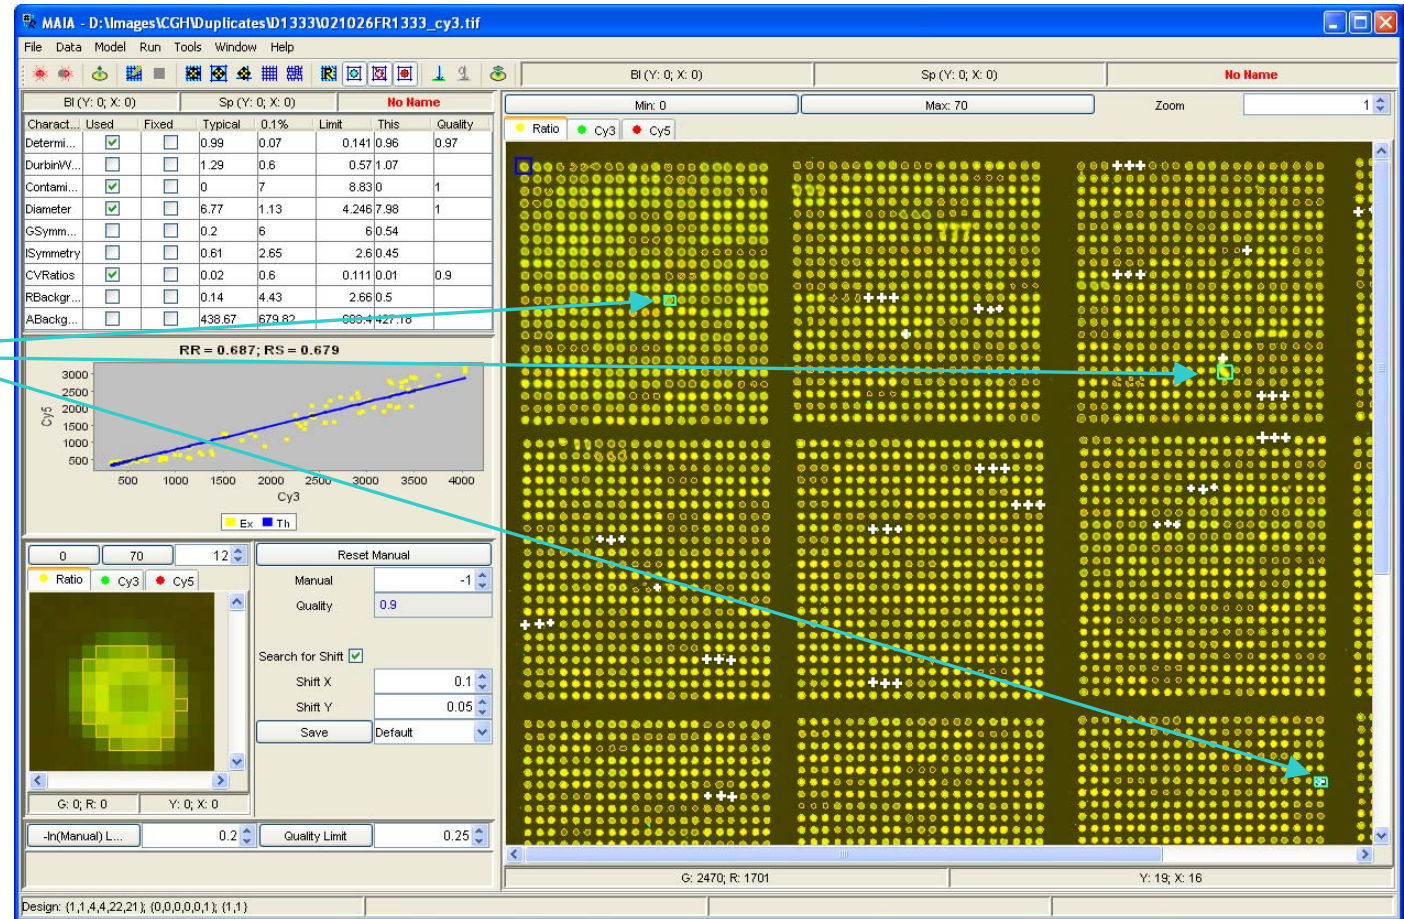 MAIA - D:\Images\CGH\Duplicates\D1333\021026FR1333_cy3.tif
File Data Model Run Tools Window Help
Bl (Y: 0; X: 0) Sp (Y: 0; X: 0) No Name
Bl (Y: 0; X: 0) Sp (Y: 0; X: 0) No Name
Min: 0 Max: 70 Zoom 1
Ratio Cy3 Cy5
Charact... Used Fixed Typical 0.1% Limit This Quality
Determi... 0.99 0.07 0.141 0.96 0.97
DurbinW... 1.29 0.6 0.57 1.07
Contami... 0 7 8.83 0 1
Diameter 6.77 1.13 4.246 7.98 1
GSymm... 0.2 6 6 0.54
ISymmetry 0.61 2.65 2.6 0.45
CVRatios 0.02 0.6 0.111 0.01 0.9
RBackgr... 0.14 4.43 2.66 0.5
ABackg... 438.67 679.82 427.18
RR = 0.687; RS = 0.679
3000
2500
2000
1500
1000
500
Cy5
500 1000 1500 2000 2500 3000 3500 4000
Cy3
Ex Th
0 70 12
Ratio Cy3 Cy5
G: 0; R: 0 Y: 0; X: 0
Reset Manual
Manual -1
Quality 0.9
Search for Shift
Shift X 0.1
Shift Y 0.05
Save Default
-ln(Manual) L... 0.2 Quality Limit 0.25
G: 2470; R: 1701 Y: 19; X: 16
Design: {1,1,4,4,22,21}; {0,0,0,0,0,1}; {1,1}